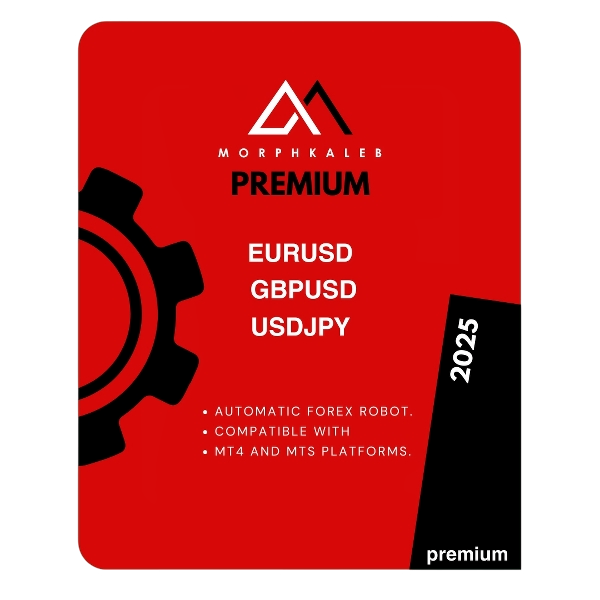 MORPHKALEB
PREMIUM
EURUSD
GBPUSD
USDJPY
2025
• AUTOMATIC FOREX ROBOT.
• COMPATIBLE WITH
• MT4 AND MTS PLATFORMS.
premium